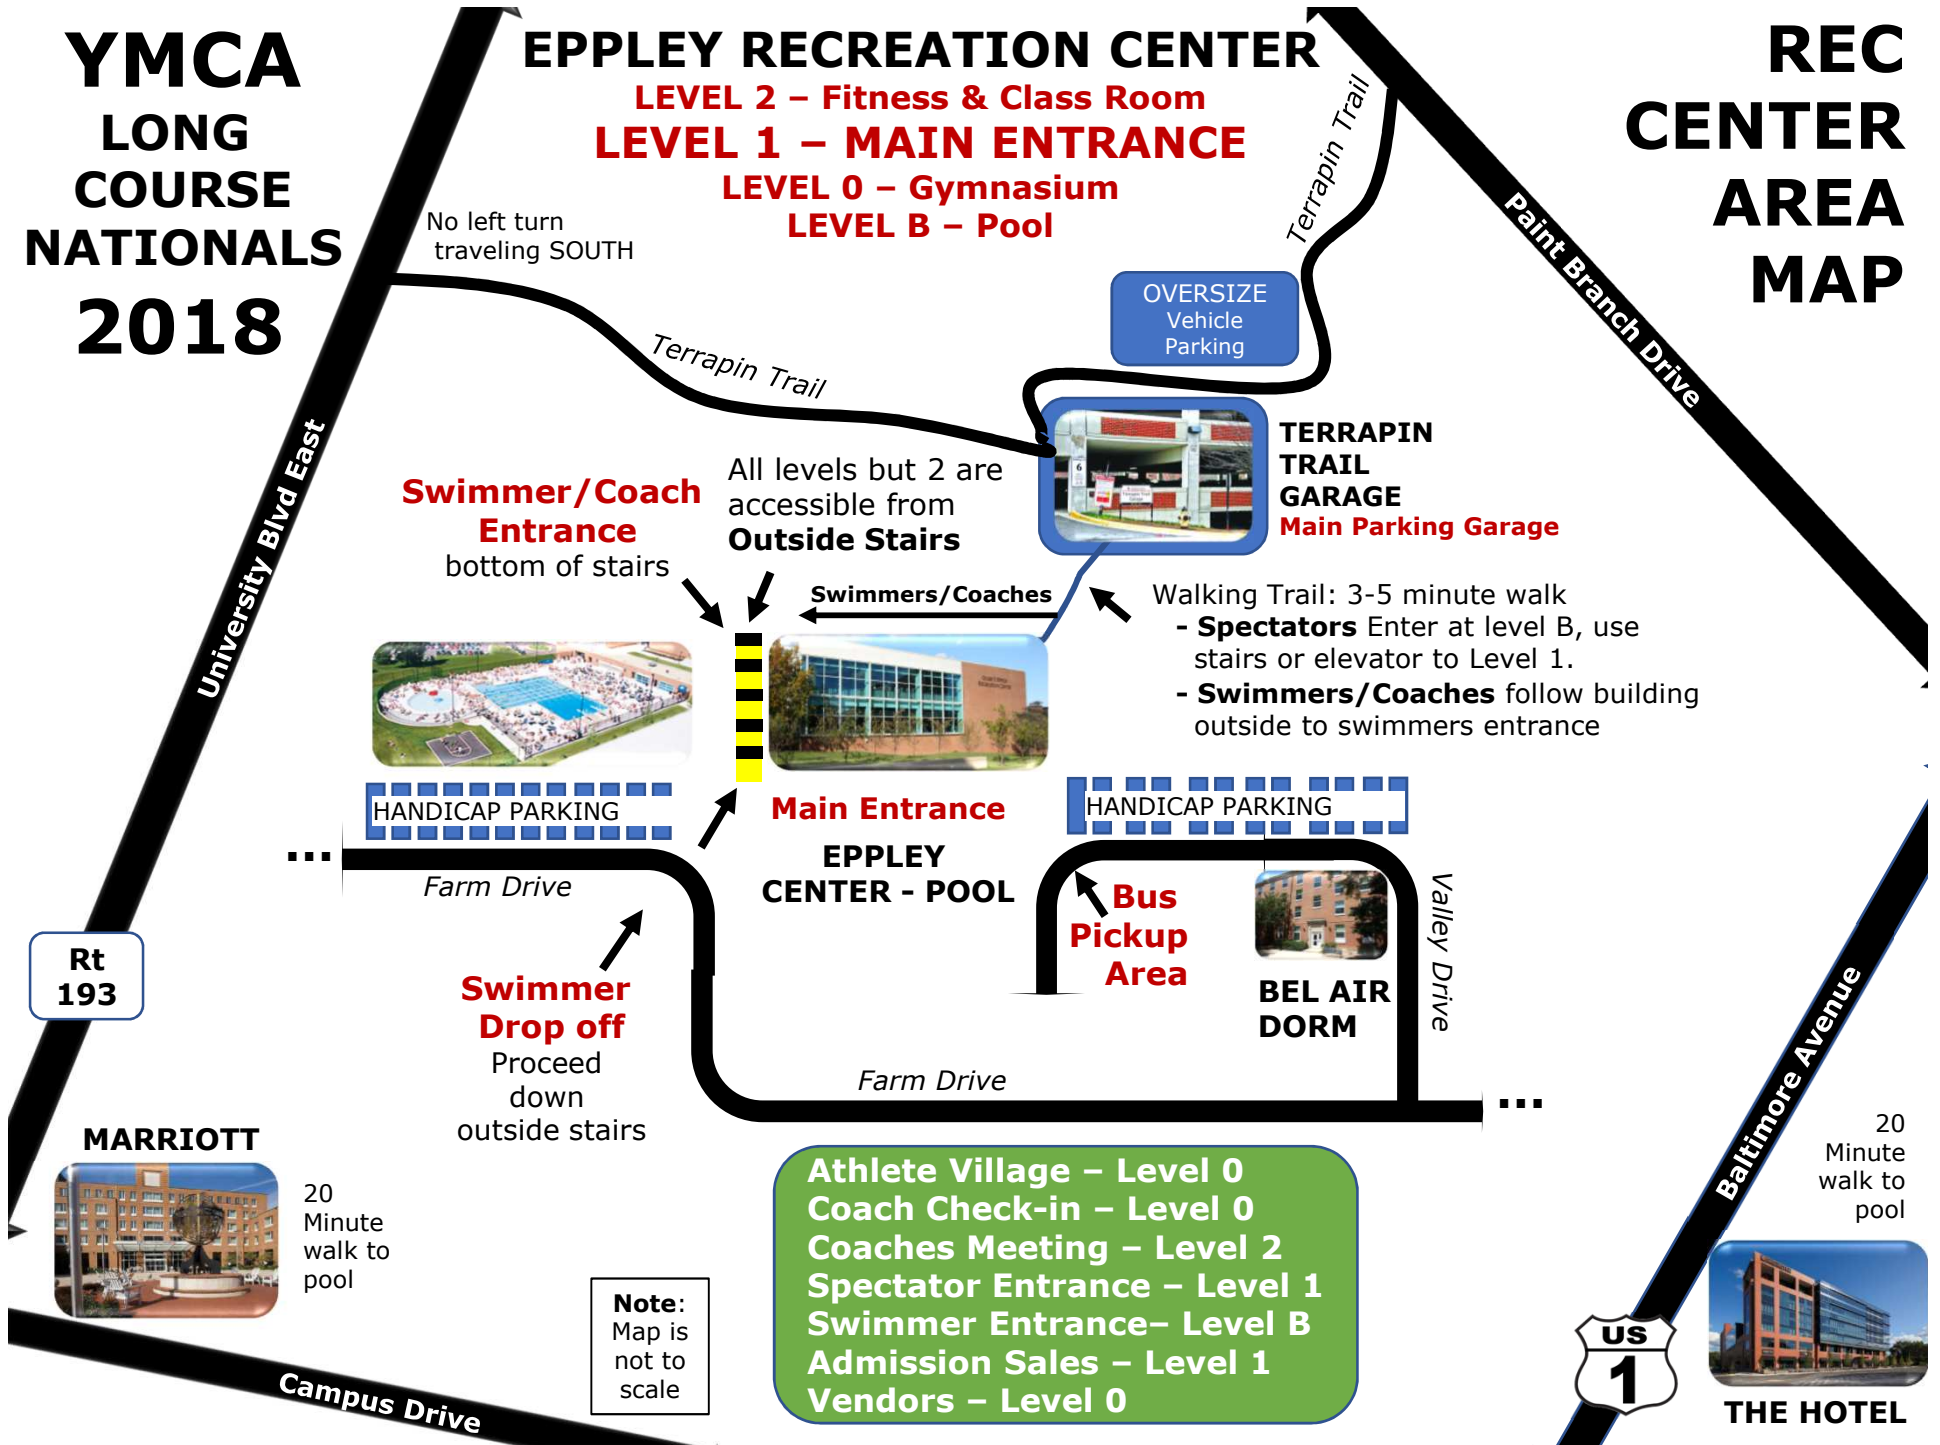 YMCA
LONG
COURSE
NATIONALS
2018
EPPLEY RECREATION CENTER
LEVEL 2 – Fitness & Class Room
LEVEL 1 – MAIN ENTRANCE
LEVEL 0 – Gymnasium
LEVEL B – Pool
REC
CENTER
AREA
MAP
No left turn
traveling SOUTH
Terrapin Trail
Terrapin Trail
Paint Branch Drive
OVERSIZE
Vehicle
Parking
University Blvd East
TERRAPIN
TRAIL
GARAGE
Main Parking Garage
6
Swimmer/Coach
Entrance
bottom of stairs
All levels but 2 are
accessible from
Outside Stairs
Swimmers/Coaches
Walking Trail: 3-5 minute walk
- Spectators Enter at level B, use
stairs or elevator to Level 1.
- Swimmers/Coaches follow building
outside to swimmers entrance
HANDICAP PARKING
Main Entrance
EPPLEY
CENTER - POOL
HANDICAP PARKING
...
Farm Drive
Bus
Pickup
Area
BEL AIR
DORM
Valley Drive
Rt
193
Swimmer
Drop off
Proceed
down
outside stairs
Farm Drive
...
Baltimore Avenue
MARRIOTT
20
Minute
walk to
pool
Campus Drive
Note:
Map is
not to
scale
Athlete Village – Level 0
Coach Check-in – Level 0
Coaches Meeting – Level 2
Spectator Entrance – Level 1
Swimmer Entrance– Level B
Admission Sales – Level 1
Vendors – Level 0
20
Minute
walk to
pool
US
1
THE HOTEL